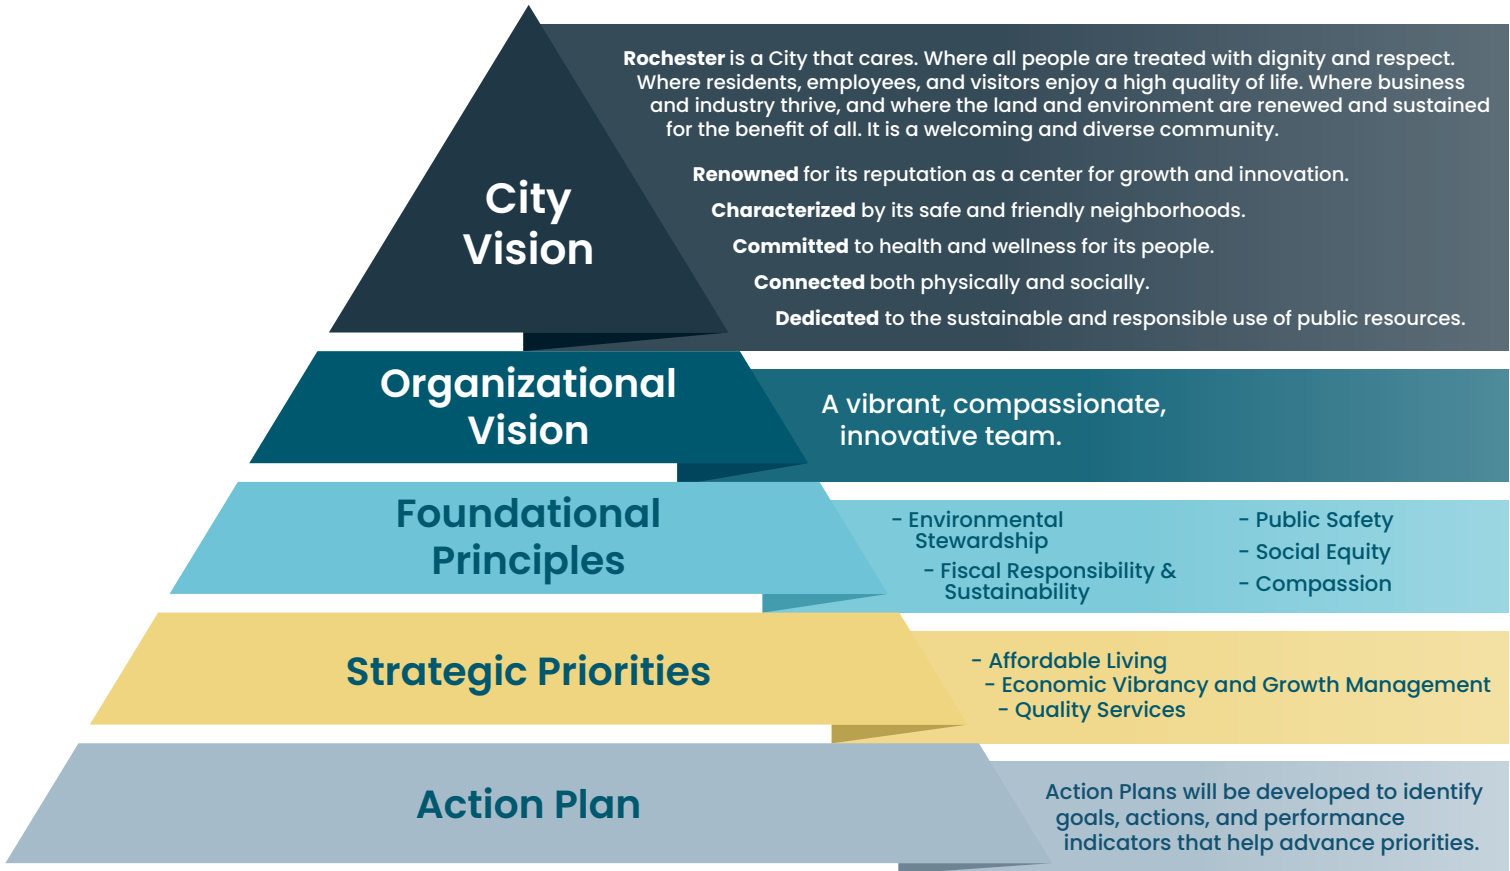 City
Vision
Rochester is a City that cares. Where all people are treated with dignity and respect.
Where residents, employees, and visitors enjoy a high quality of life. Where business
and industry thrive, and where the land and environment are renewed and sustained
for the benefit of all. It is a welcoming and diverse community.
Renowned for its reputation as a center for growth and innovation.
Characterized by its safe and friendly neighborhoods.
Committed to health and wellness for its people.
Connected both physically and socially.
Dedicated to the sustainable and responsible use of public resources.
Organizational
Vision
A vibrant, compassionate,
innovative team.
Foundational
Principles
- Environmental
Stewardship
- Fiscal Responsibility &
Sustainability
- Public Safety
- Social Equity
- Compassion
Strategic Priorities
- Affordable Living
- Economic Vibrancy and Growth Management
- Quality Services
Action Plan
Action Plans will be developed to identify
goals, actions, and performance
indicators that help advance priorities.